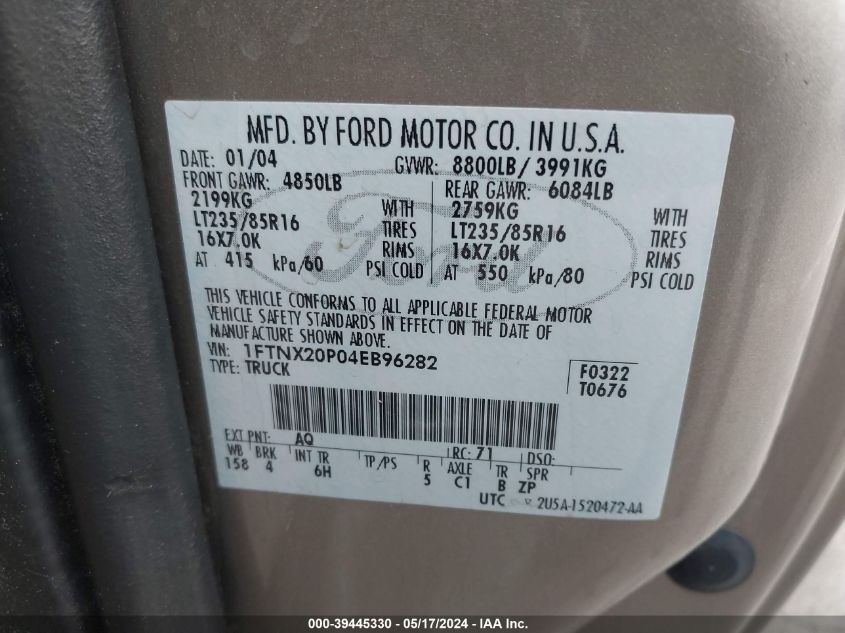 MFD. BY FORD MOTOR CO. IN U.S.A.
DATE: 01/04 GVWR: 8800LB/ 3991KG
FRONT GAWR: 4850LB REAR GAWR: 6084LB
2199KG WITH 2759KG WITH
LT235/85R16 TIRES LT235/85R16 TIRES
16X7.0K RIMS 16X7.0K RIMS
AT 415 kPa/60 PSI COLD AT 550 kPa/80 PSI COLD
Ford
THIS VEHICLE CONFORMS TO ALL APPLICABLE FEDERAL MOTOR
VEHICLE SAFETY STANDARDS IN EFFECT ON THE DATE OF
MANUFACTURE SHOWN ABOVE.
VIN: 1FTNX20P04EB96282 F0322
TYPE: TRUCK T0676
EXT PNT: AQ RC: 71 DSO:
WB BRK INT TR TP/PS R AXLE TR SPR
158 4 6H 5 C1 B ZP
UTC 2U5A-1520472-AA
000-39445330 - 05/17/2024 - IAA Inc.